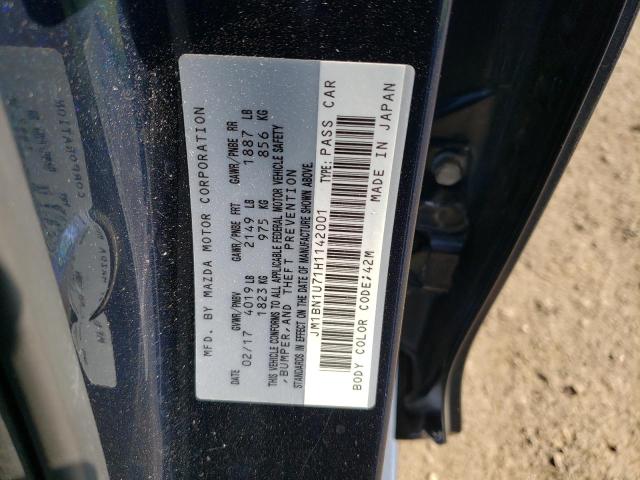 MFD. BY MAZDA MOTOR CORPORATION
DATE GVWR/PNBV GAWR/PNBE FRT GAWR/PNBE RR
02/17 4019 LB 2149 LB 1887 LB
1823 KG 975 KG 856 KG
THIS VEHICLE CONFORMS TO ALL APPLICABLE FEDERAL MOTOR VEHICLE SAFETY
,BUMPER,AND THEFT PREVENTION
STANDARDS IN EFFECT ON THE DATE OF MANUFACTURE SHOWN ABOVE.
JM1BN1U71H1142001 TYPE: PASS CAR
BODY COLOR CODE:42M MADE IN JAPAN